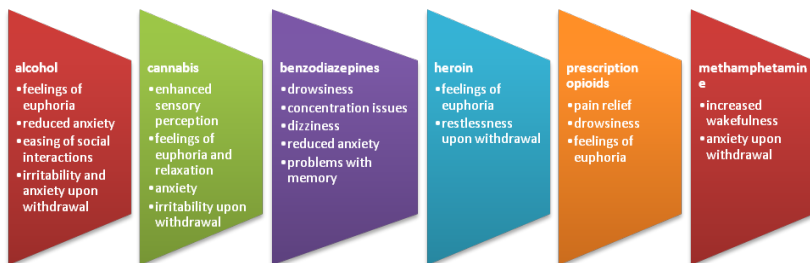 alcohol
•feelings of
euphoria
•reduced anxiety
•easing of social
interactions
•irritability and
anxiety upon
withdrawal
cannabis
•enhanced
sensory
perception
•feelings of
euphoria and
relaxation
•anxiety
•irritability upon
withdrawal
benzodiazepines
•drowsiness
•concentration issues
•dizziness
•reduced anxiety
•problems with
memory
heroin
•feelings of
euphoria
•restlessness
upon withdrawal
prescription
opioids
•pain relief
•drowsiness
•feelings of
euphoria
methamphetamin
e
•increased
wakefulness
•anxiety upon
withdrawal